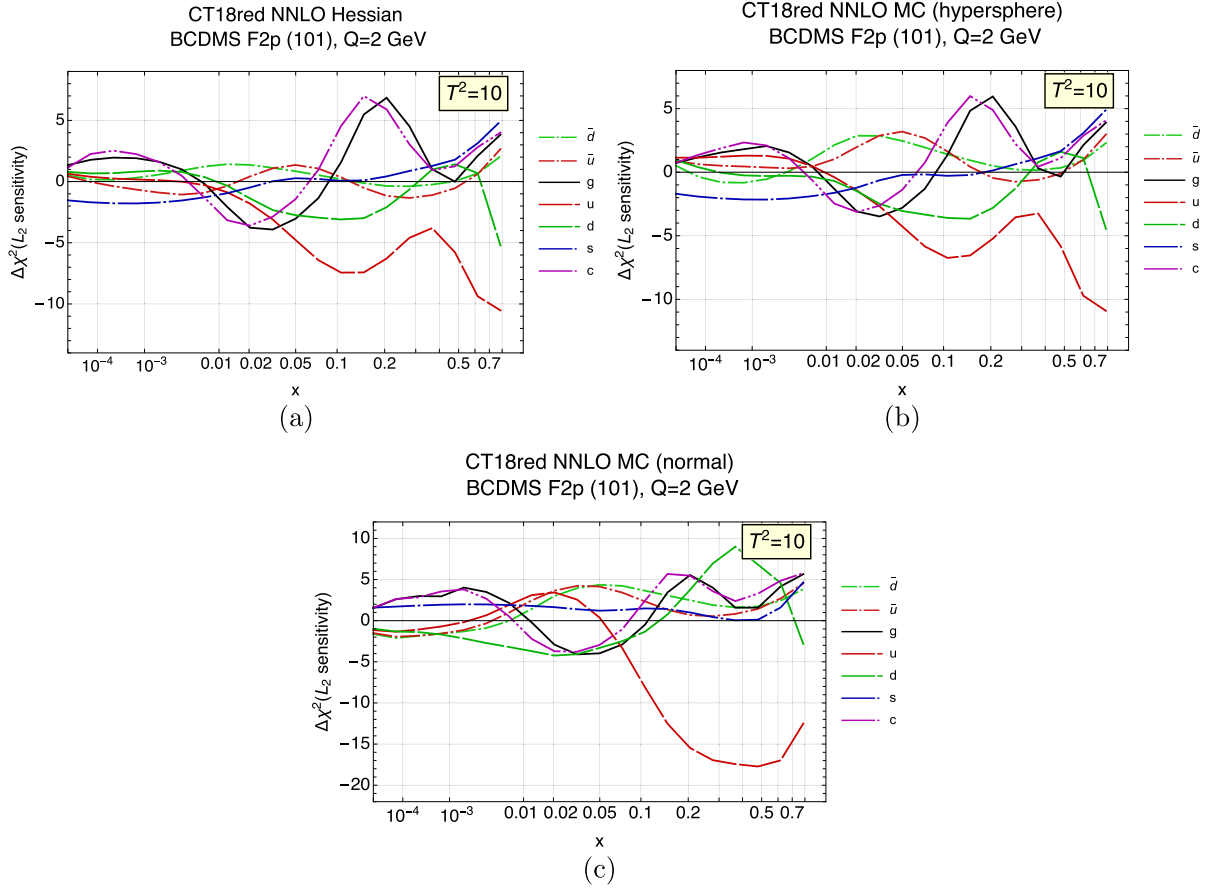 CT18red NNLO Hessian
BCDMS F2p (101), Q=2 GeV
T²=10
Δχ²(L₂ sensitivity)
5
0
−5
−10
10⁻⁴ 10⁻³ 0.01 0.02 0.05 0.1 0.2 0.5 0.7
x
d̄
ū
g
u
d
s
c
(a)
CT18red NNLO MC (hypersphere)
BCDMS F2p (101), Q=2 GeV
T²=10
Δχ²(L₂ sensitivity)
5
0
−5
−10
10⁻⁴ 10⁻³ 0.01 0.02 0.05 0.1 0.2 0.5 0.7
x
d̄
ū
g
u
d
s
c
(b)
CT18red NNLO MC (normal)
BCDMS F2p (101), Q=2 GeV
T²=10
Δχ²(L₂ sensitivity)
10
5
0
−5
−10
−15
−20
10⁻⁴ 10⁻³ 0.01 0.02 0.05 0.1 0.2 0.5 0.7
x
d̄
ū
g
u
d
s
c
(c)